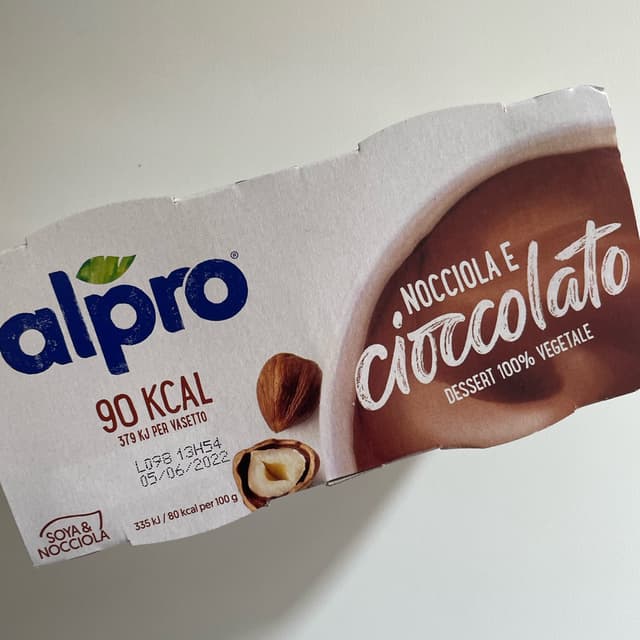 alpro®
90 KCAL
379 KJ PER VASETTO
L098 13H54
05/06/2022
335 kJ / 80 kcal per 100 g
SOYA &
NOCCIOLA
NOCCIOLA E
cioccolato
DESSERT 100% VEGETALE